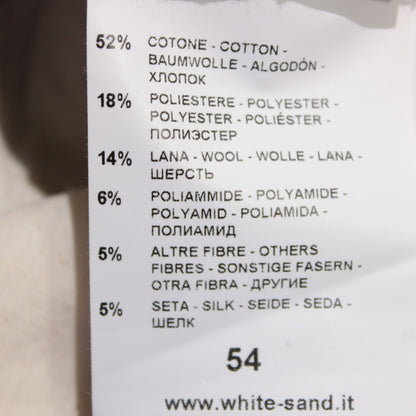 52% COTONE - COTTON -
BAUMWOLLE - ALGODÓN -
ХЛОПОК
18% POLIESTERE - POLYESTER -
POLYESTER - POLIÉSTER -
ПОЛИЭСТЕР
14% LANA - WOOL - WOLLE - LANA -
ШЕРСТЬ
6% POLIAMMIDE - POLYAMIDE -
POLYAMID - POLIAMIDA -
ПОЛИАМИД
5% ALTRE FIBRE - OTHERS
FIBRES - SONSTIGE FASERN -
OTRA FIBRA - ДРУГИЕ
5% SETA - SILK - SEIDE - SEDA -
ШЕЛК
54
www.white-sand.it